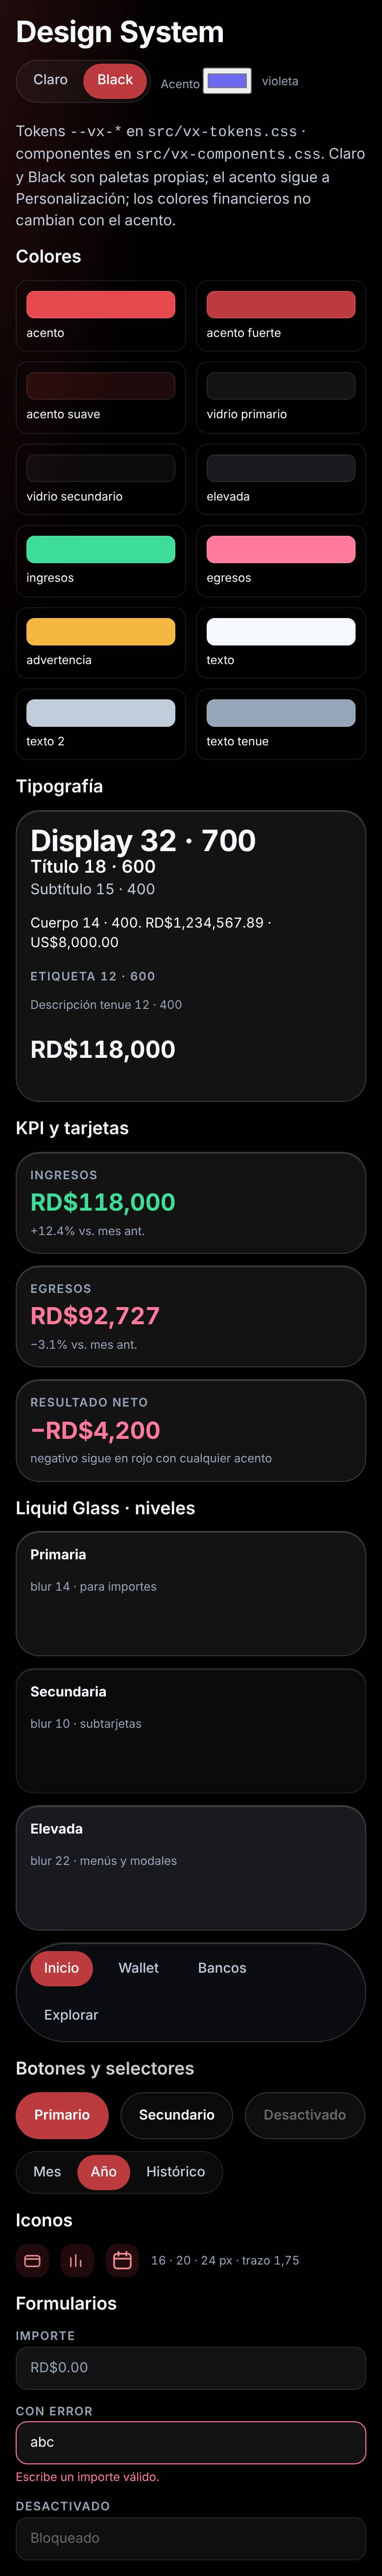 Design System
Claro
Black
Acento
violeta
Tokens --vx-* en src/vx-tokens.css ·
componentes en src/vx-components.css. Claro
y Black son paletas propias; el acento sigue a
Personalización; los colores financieros no
cambian con el acento.
Colores
acento
acento fuerte
acento suave
vidrio primario
vidrio secundario
elevada
ingresos
egresos
advertencia
texto
texto 2
texto tenue
Tipografía
Display 32 · 700
Título 18 · 600
Subtítulo 15 · 400
Cuerpo 14 · 400. RD$1,234,567.89 ·
US$8,000.00
ETIQUETA 12 · 600
Descripción tenue 12 · 400
RD$118,000
KPI y tarjetas
INGRESOS
RD$118,000
+12.4% vs. mes ant.
EGRESOS
RD$92,727
−3.1% vs. mes ant.
RESULTADO NETO
−RD$4,200
negativo sigue en rojo con cualquier acento
Liquid Glass · niveles
Primaria
blur 14 · para importes
Secundaria
blur 10 · subtarjetas
Elevada
blur 22 · menús y modales
Inicio
Wallet
Bancos
Explorar
Botones y selectores
Primario
Secundario
Desactivado
Mes
Año
Histórico
Iconos
16 · 20 · 24 px · trazo 1,75
Formularios
IMPORTE
RD$0.00
CON ERROR
abc
Escribe un importe válido.
DESACTIVADO
Bloqueado